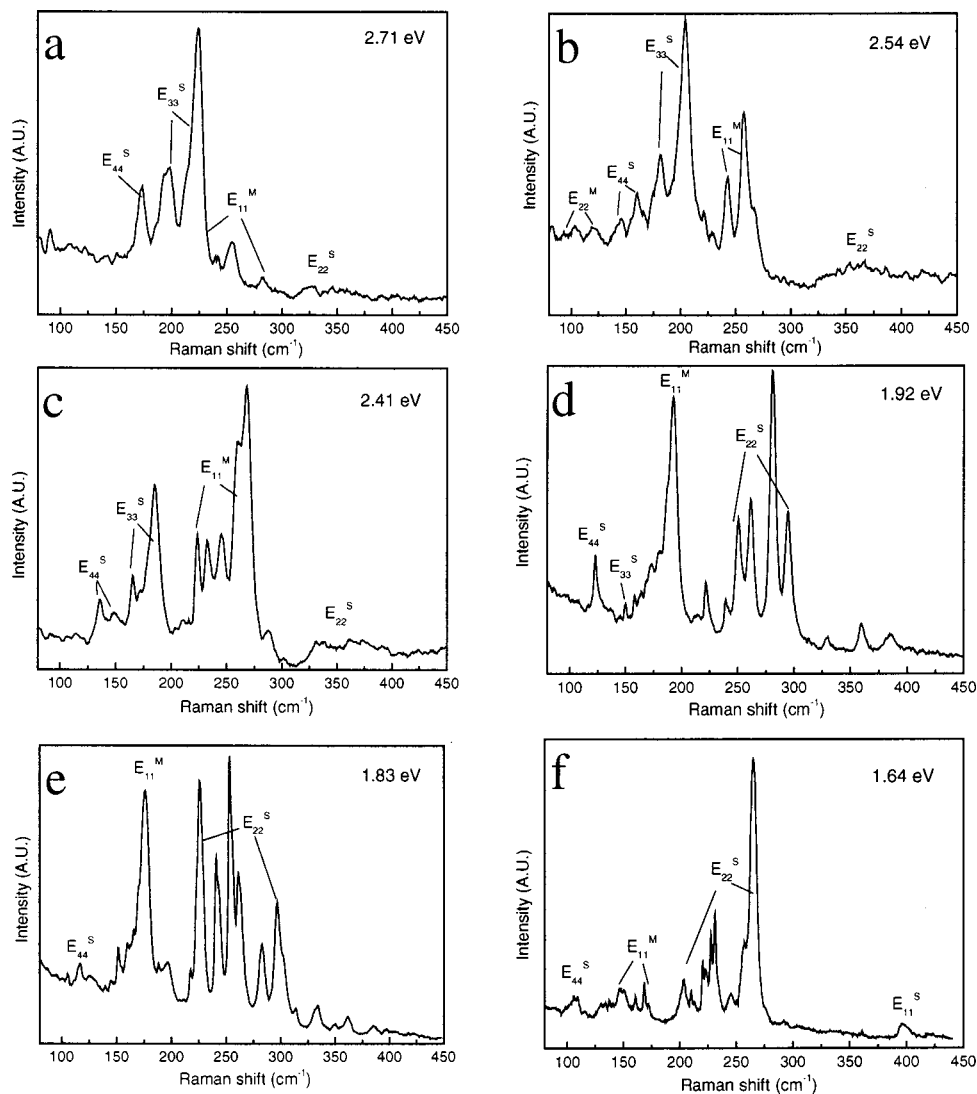 a
2.71 eV
E₃₃ˢ
E₄₄ˢ
E₁₁ᴹ
E₂₂ˢ
Intensity (A.U.)
100 150 200 250 300 350 400 450
Raman shift (cm⁻¹)
b
2.54 eV
E₃₃ˢ
E₁₁ᴹ
E₄₄ˢ
E₂₂ᴹ
E₂₂ˢ
Intensity (A.U.)
100 150 200 250 300 350 400 450
Raman shift (cm⁻¹)
c
2.41 eV
E₁₁ᴹ
E₃₃ˢ
E₄₄ˢ
E₂₂ˢ
Intensity (A.U.)
100 150 200 250 300 350 400 450
Raman shift (cm⁻¹)
d
1.92 eV
E₁₁ᴹ
E₂₂ˢ
E₄₄ˢ
E₃₃ˢ
Intensity (A.U.)
100 150 200 250 300 350 400 450
Raman shift (cm⁻¹)
e
1.83 eV
E₁₁ᴹ
E₂₂ˢ
E₄₄ˢ
Intensity (A.U.)
100 150 200 250 300 350 400 450
Raman shift (cm⁻¹)
f
1.64 eV
E₂₂ˢ
E₁₁ᴹ
E₄₄ˢ
E₁₁ˢ
Intensity (A.U.)
100 150 200 250 300 350 400 450
Raman shift (cm⁻¹)